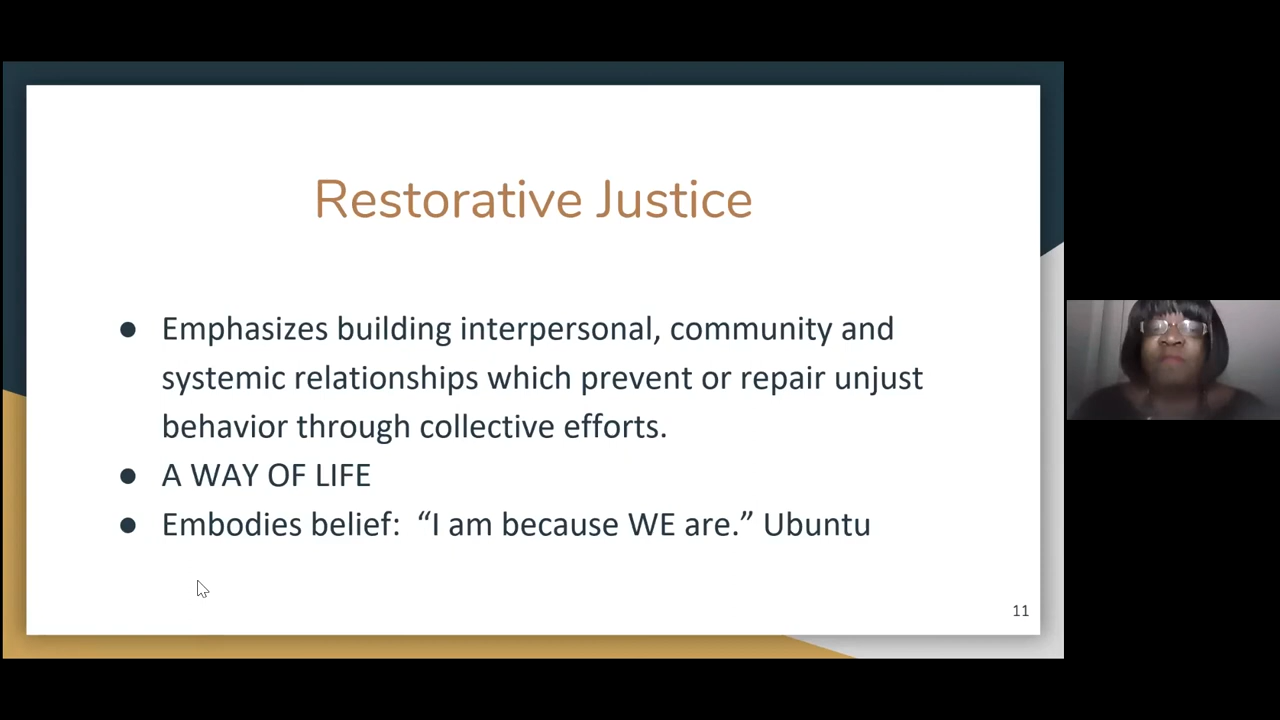 Restorative Justice
● Emphasizes building interpersonal, community and
systemic relationships which prevent or repair unjust
behavior through collective efforts.
● A WAY OF LIFE
● Embodies belief:  “I am because WE are.” Ubuntu
11